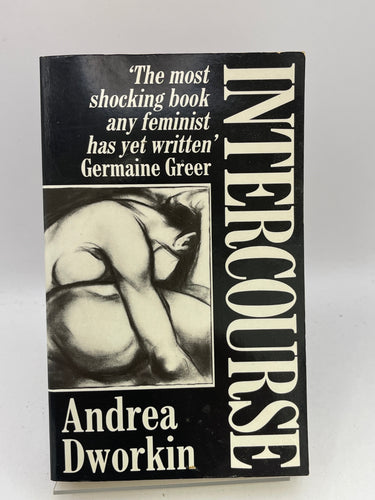 'The most
shocking book
any feminist
has yet written'
Germaine Greer
INTERCOURSE
Andrea
Dworkin